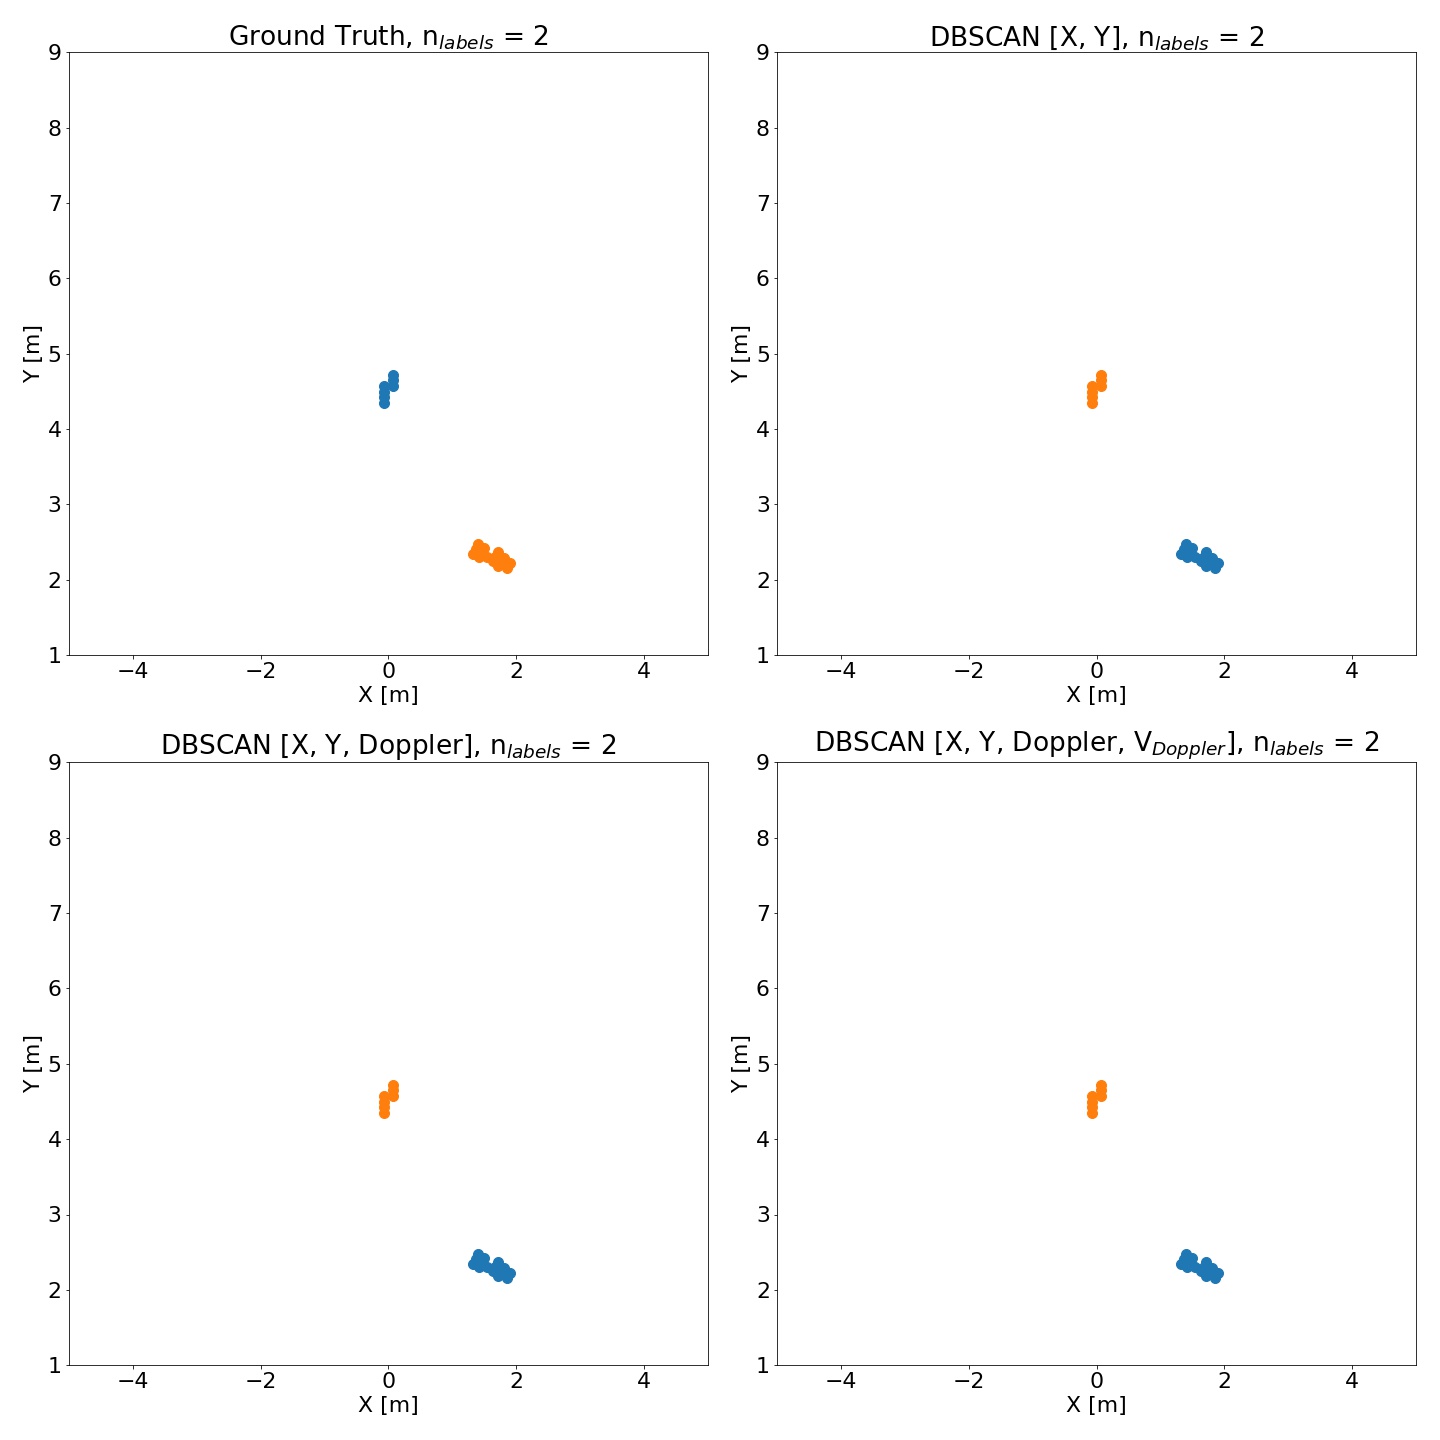 Ground Truth, n_labels = 2
9
8
7
6
5
4
3
2
1
Y [m]
−4 −2 0 2 4
X [m]
DBSCAN [X, Y], n_labels = 2
9
8
7
6
5
4
3
2
1
Y [m]
−4 −2 0 2 4
X [m]
DBSCAN [X, Y, Doppler], n_labels = 2
9
8
7
6
5
4
3
2
1
Y [m]
−4 −2 0 2 4
X [m]
DBSCAN [X, Y, Doppler, V_Doppler], n_labels = 2
9
8
7
6
5
4
3
2
1
Y [m]
−4 −2 0 2 4
X [m]